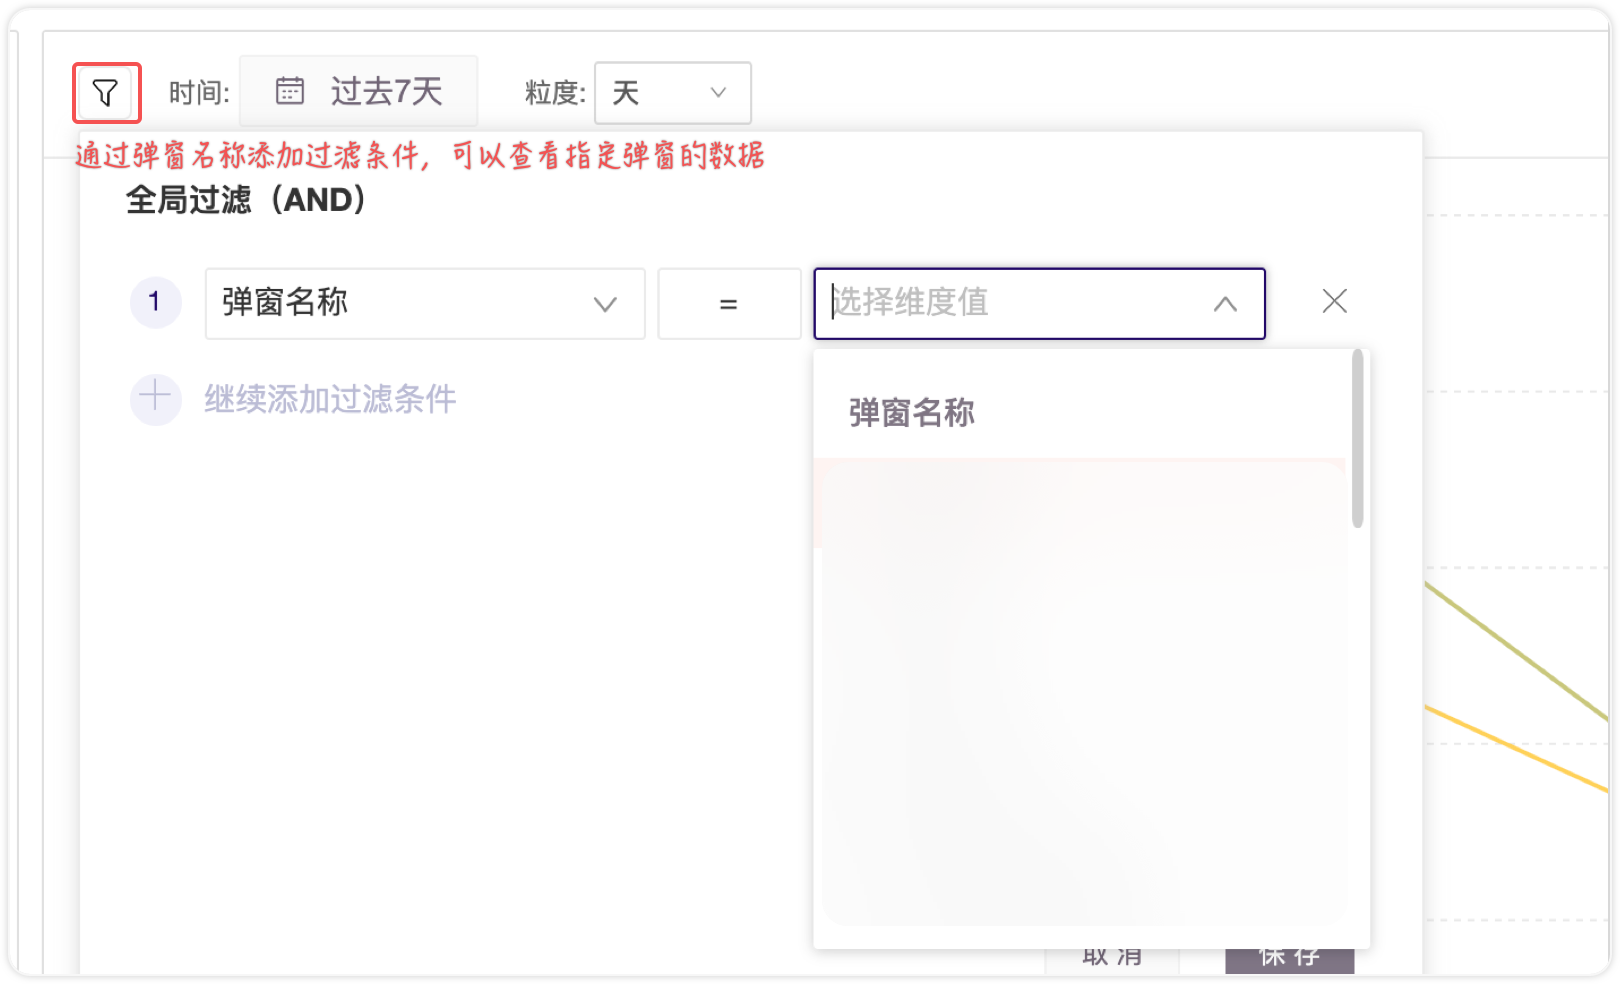 时间: 过去7天 粒度: 天
通过弹窗名称添加过滤条件，可以查看指定弹窗的数据
全局过滤（AND）
1 弹窗名称 = 选择维度值
继续添加过滤条件
弹窗名称
取 消 保 存